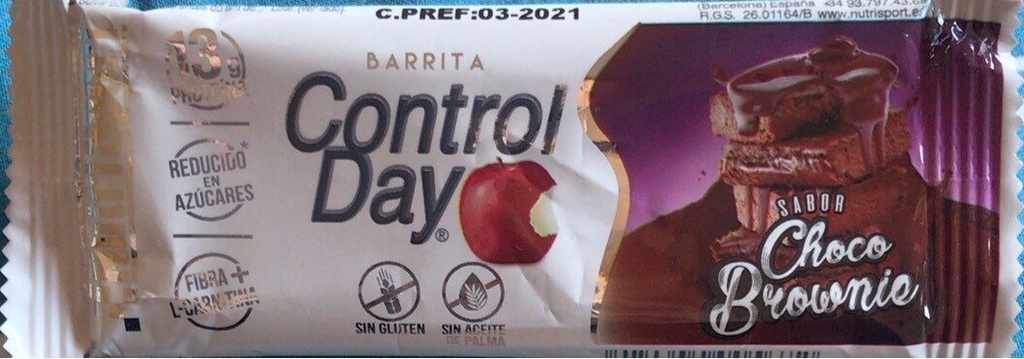 C.PREF:03-2021
(Barcelona) España
R.G.S. 26.01164/B www.nutrisport.es
13g
PROTEÍNA
REDUCIDO*
EN
AZÚCARES
FIBRA +
L-CARNITINA
BARRITA
Control
Day®
SIN GLUTEN
SIN ACEITE
DE PALMA
SABOR
Choco
Brownie